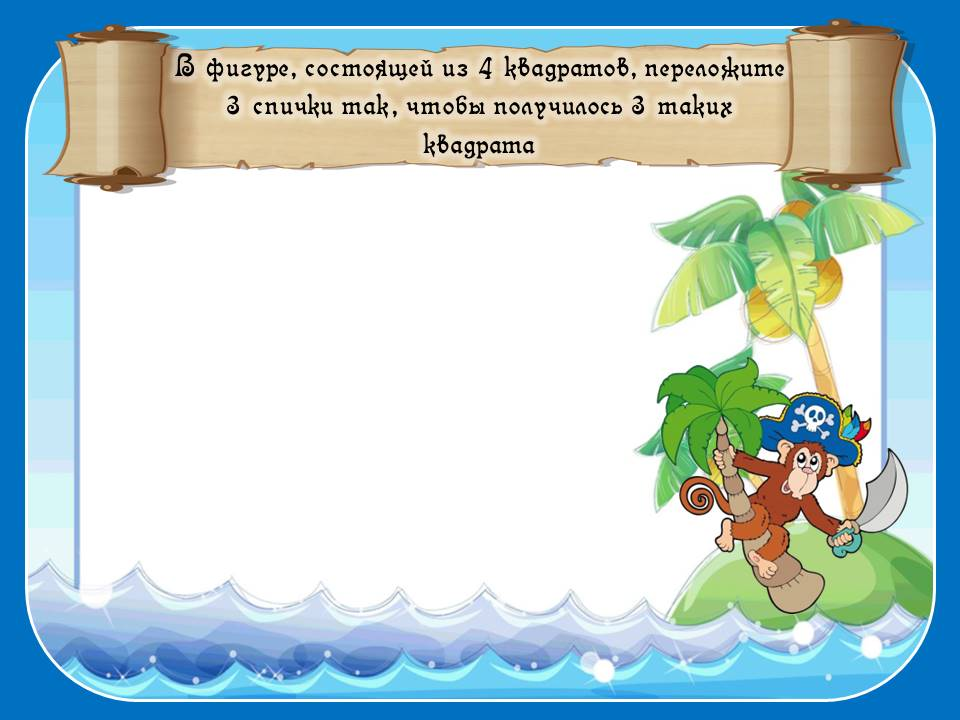 В фигуре, состоящей из 4 квадратов, переложите
3 спички так, чтобы получилось 3 таких
квадрата